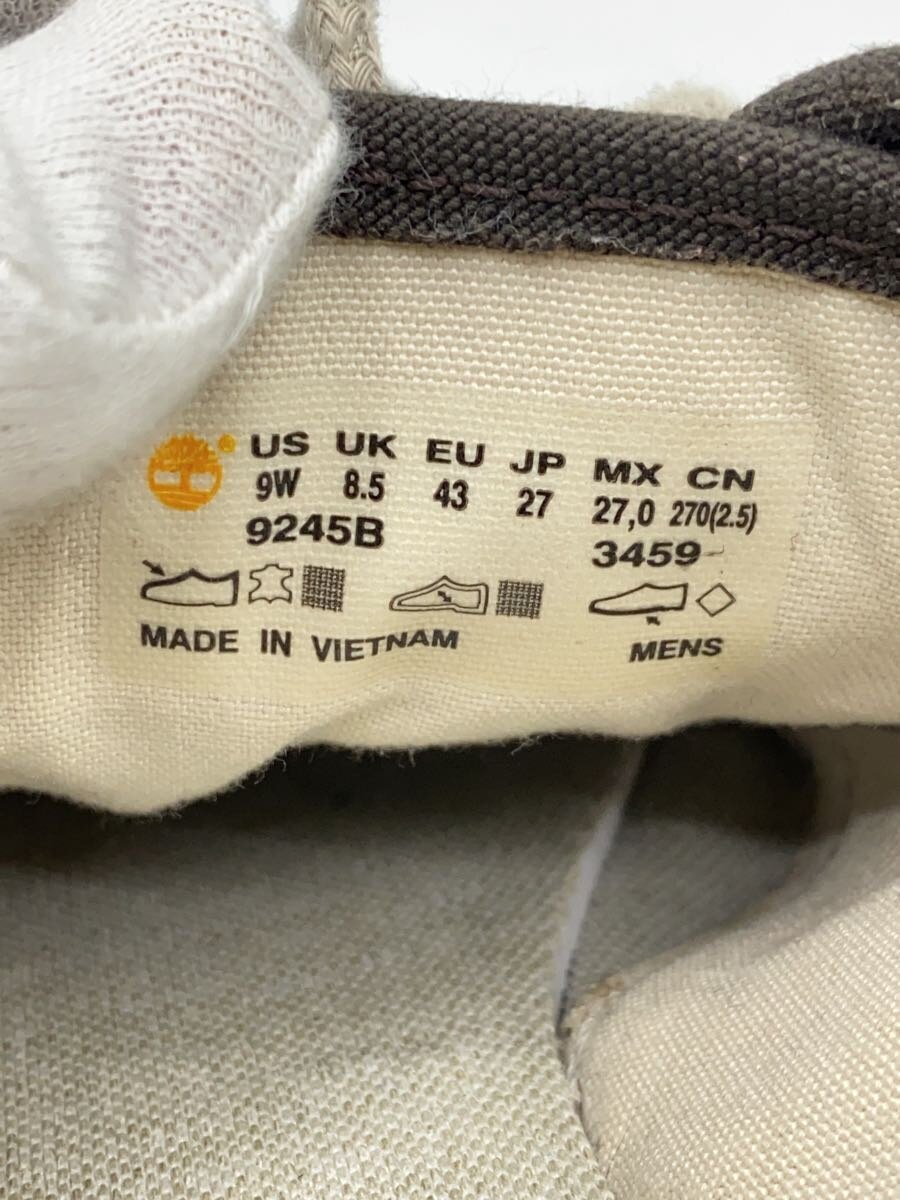 US UK EU JP MX CN
9W 8.5 43 27 27,0 270(2.5)
9245B 3459
MADE IN VIETNAM MENS